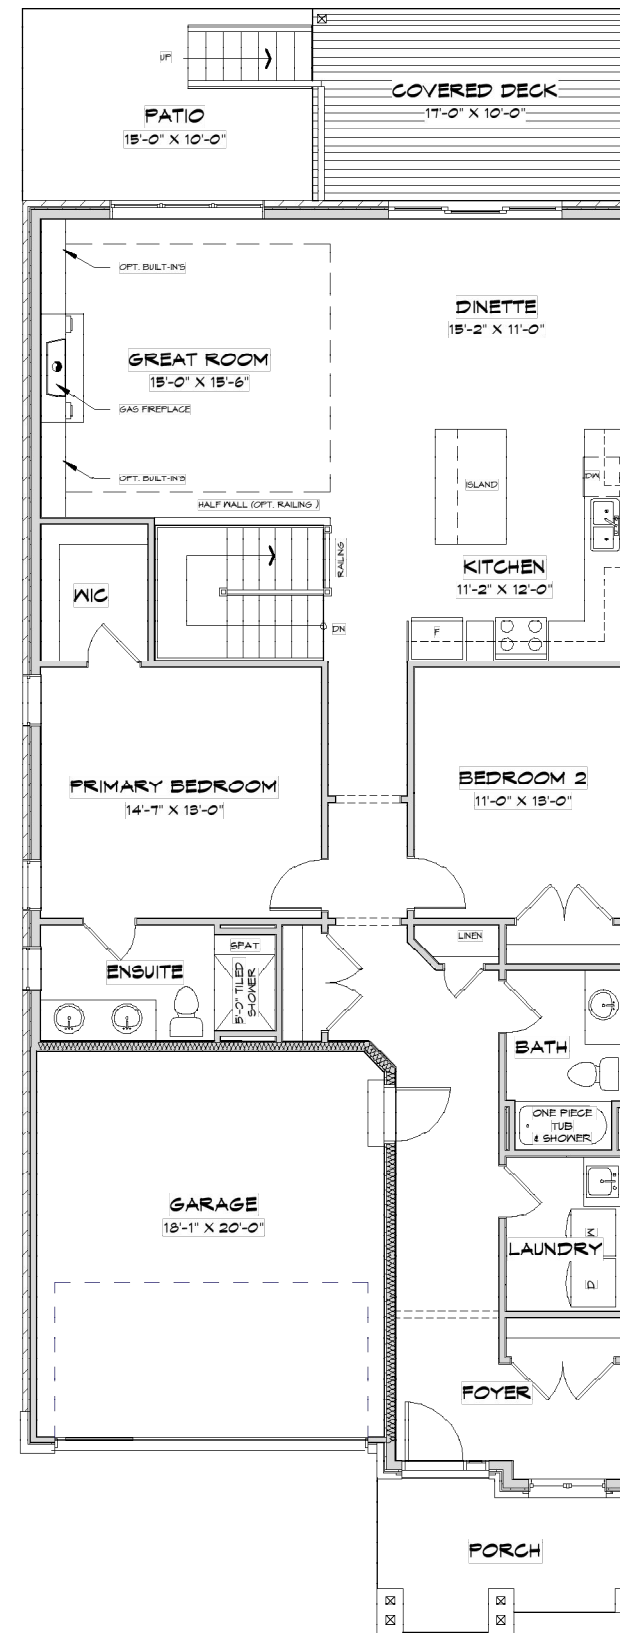 UP
COVERED DECK
17'-0" X 10'-0"
PATIO
15'-0" X 10'-0"
OPT. BUILT-IN'S
DINETTE
15'-2" X 11'-0"
GREAT ROOM
15'-0" X 15'-6"
GAS FIREPLACE
OPT. BUILT-IN'S
ISLAND
DW
HALF WALL (OPT. RAILING )
RAILING
KITCHEN
11'-2" X 12'-0"
WIC
DN
F
PRIMARY BEDROOM
14'-7" X 13'-0"
BEDROOM 2
11'-0" X 13'-0"
LINEN
SEAT
ENSUITE
5'-0" TILED
SHOWER
BATH
ONE PIECE
TUB
& SHOWER
GARAGE
18'-1" X 20'-0"
W
LAUNDRY
D
FOYER
PORCH